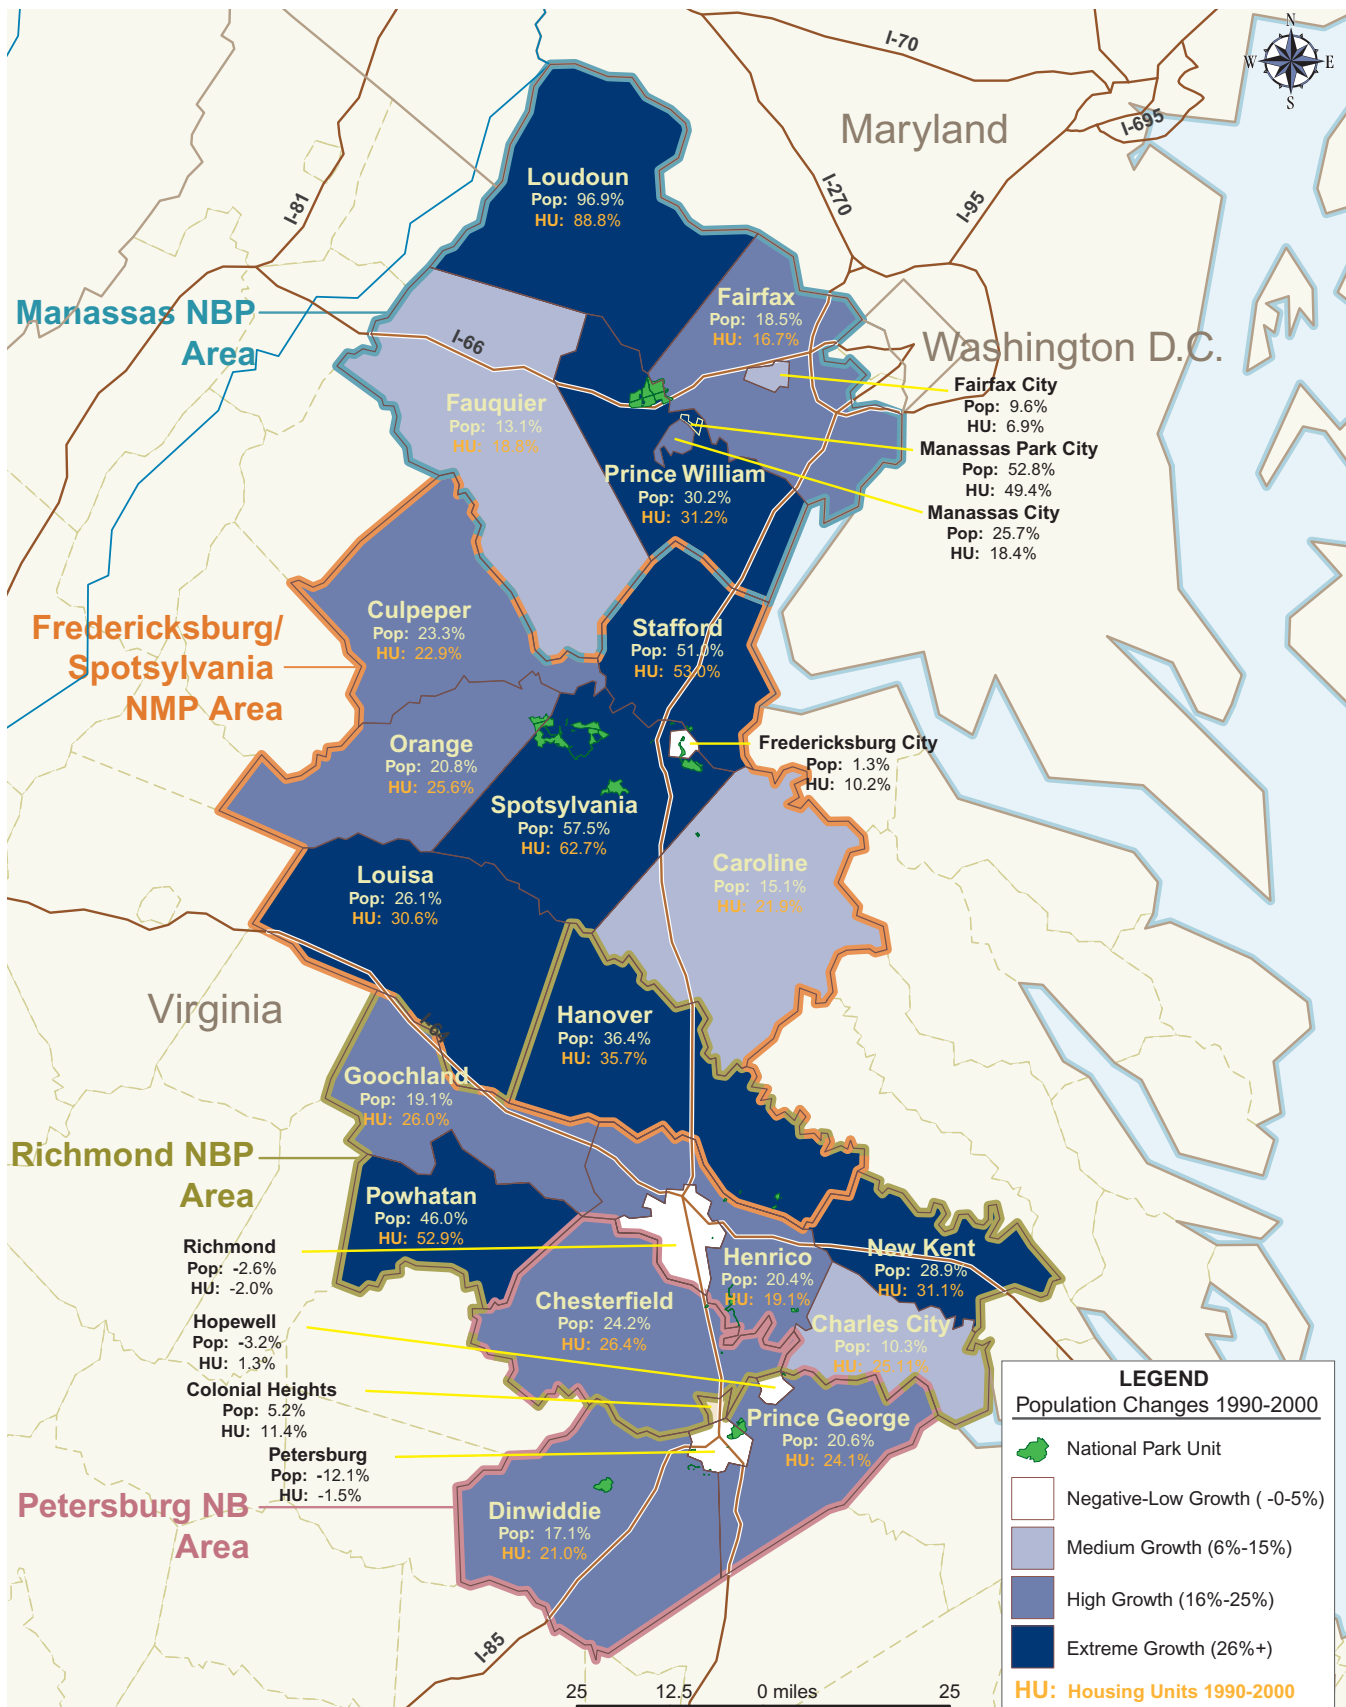 N
W
E
S
I-70
Maryland
I-695
I-81
I-270
I-95
Loudoun
Pop: 96.9%
HU: 88.8%
Manassas NBP
Area
I-66
Fairfax
Pop: 18.5%
HU: 16.7%
Washington D.C.
Fairfax City
Pop: 9.6%
HU: 6.9%
Fauquier
Pop: 13.1%
HU: 18.8%
Manassas Park City
Pop: 52.8%
HU: 49.4%
Prince William
Pop: 30.2%
HU: 31.2%
Manassas City
Pop: 25.7%
HU: 18.4%
Fredericksburg/
Spotsylvania
NMP Area
Culpeper
Pop: 23.3%
HU: 22.9%
Stafford
Pop: 51.0%
HU: 53.0%
Orange
Pop: 20.8%
HU: 25.6%
Fredericksburg City
Pop: 1.3%
HU: 10.2%
Spotsylvania
Pop: 57.5%
HU: 62.7%
Louisa
Pop: 26.1%
HU: 30.6%
Caroline
Pop: 15.1%
HU: 21.9%
Virginia
I-64
Hanover
Pop: 36.4%
HU: 35.7%
Goochland
Pop: 19.1%
HU: 26.0%
Richmond NBP
Area
Powhatan
Pop: 46.0%
HU: 52.9%
Richmond
Pop: -2.6%
HU: -2.0%
Henrico
Pop: 20.4%
HU: 19.1%
New Kent
Pop: 28.9%
HU: 31.1%
Chesterfield
Pop: 24.2%
HU: 26.4%
Hopewell
Pop: -3.2%
HU: 1.3%
Charles City
Pop: 10.3%
HU: 25.11%
Colonial Heights
Pop: 5.2%
HU: 11.4%
Prince George
Pop: 20.6%
HU: 24.1%
Petersburg
Pop: -12.1%
HU: -1.5%
Petersburg NB
Area
Dinwiddie
Pop: 17.1%
HU: 21.0%
I-85
LEGEND
Population Changes 1990-2000
National Park Unit
Negative-Low Growth ( -0-5%)
Medium Growth (6%-15%)
High Growth (16%-25%)
Extreme Growth (26%+)
HU: Housing Units 1990-2000
25 12.5 0 miles 25